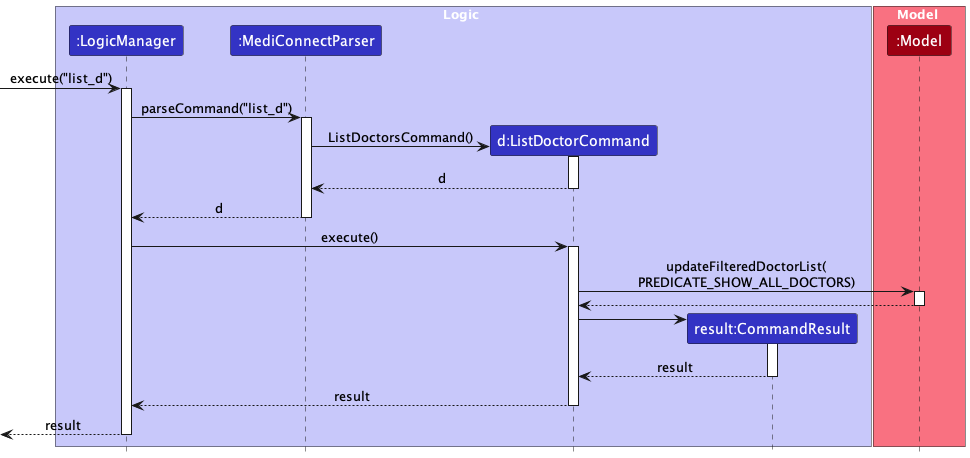 Logic
Model
:LogicManager
:MediConnectParser
:Model
execute("list_d")
parseCommand("list_d")
ListDoctorsCommand()
d:ListDoctorCommand
d
d
execute()
updateFilteredDoctorList(
PREDICATE_SHOW_ALL_DOCTORS)
result:CommandResult
result
result
result